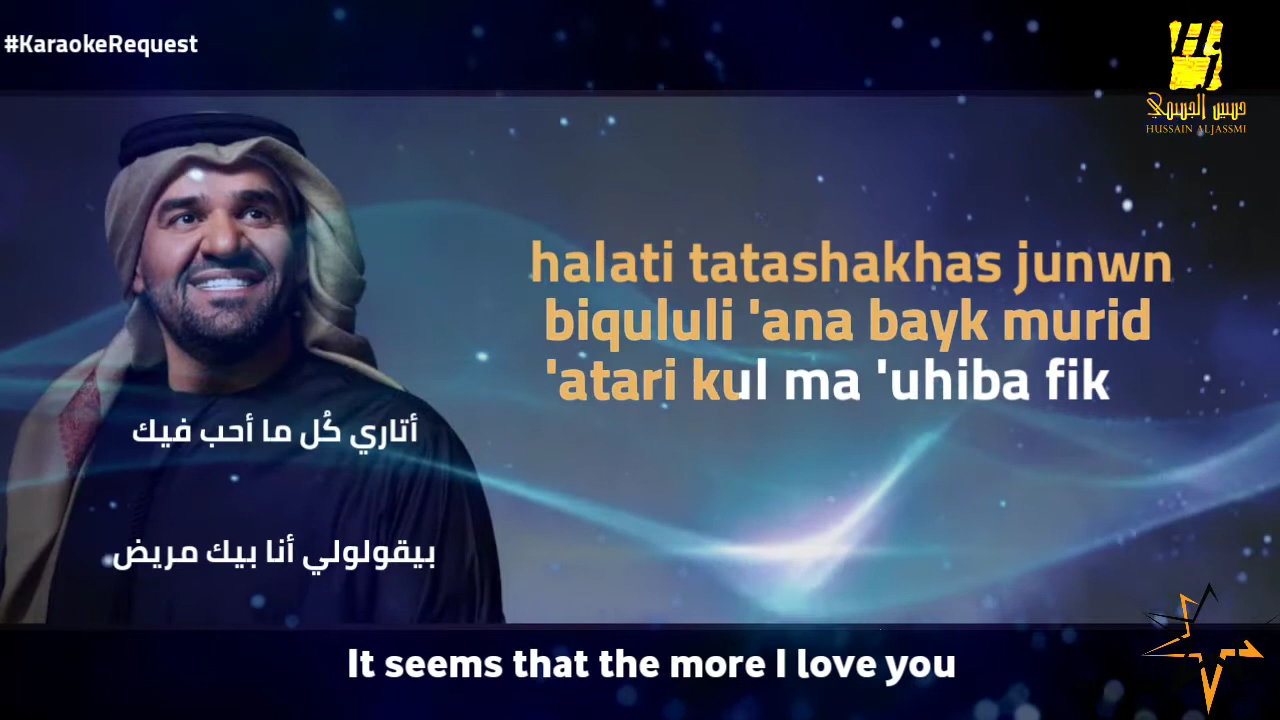 #KaraokeRequest
حسين الجسمي
HUSSAIN ALJASSMI
halati tatashakhas junwn
biqululi 'ana bayk murid
'atari kul ma 'uhiba fik
أتاري كُل ما أحب فيك
بيقولولي أنا بيك مريض
It seems that the more I love you